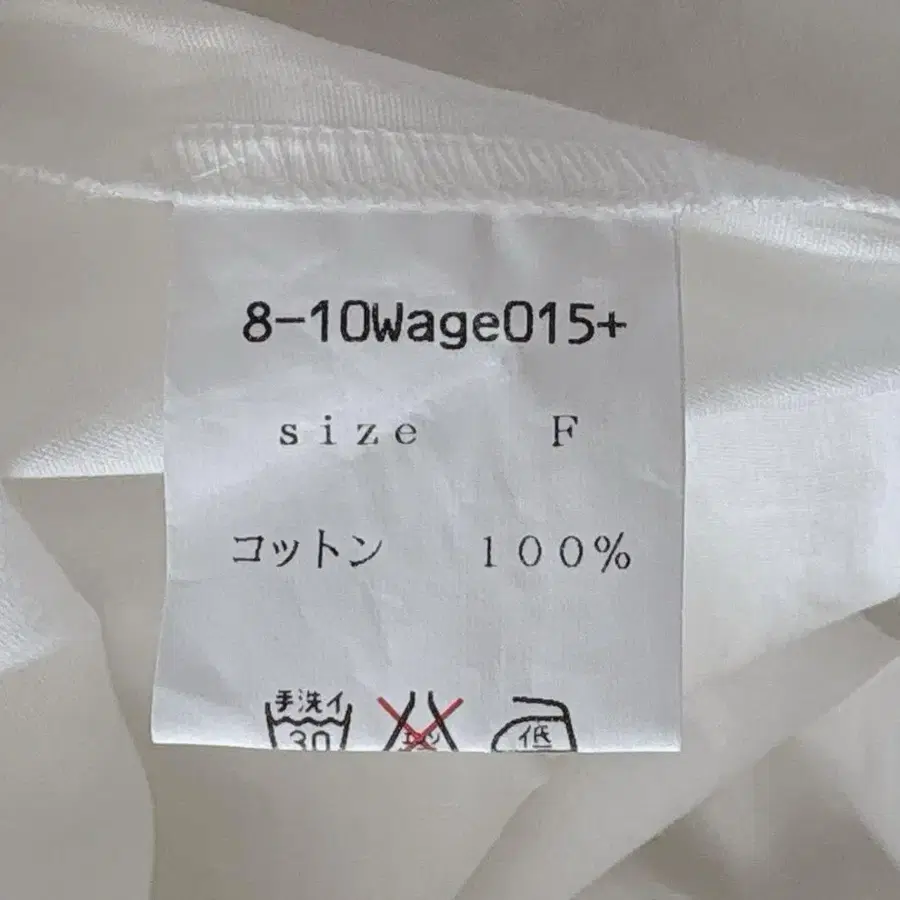 8-10Wage015+
size F
コットン 100%
手洗イ
30 低